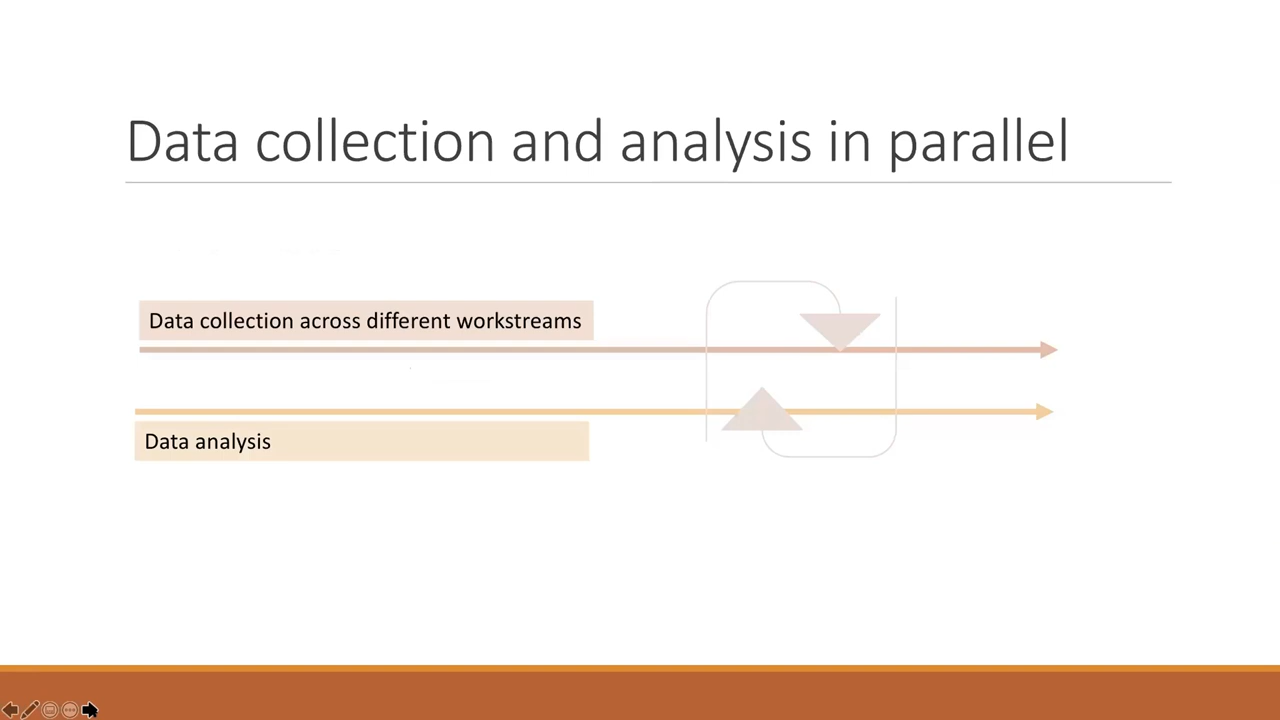 Data collection and analysis in parallel
Data collection across different workstreams
Data analysis